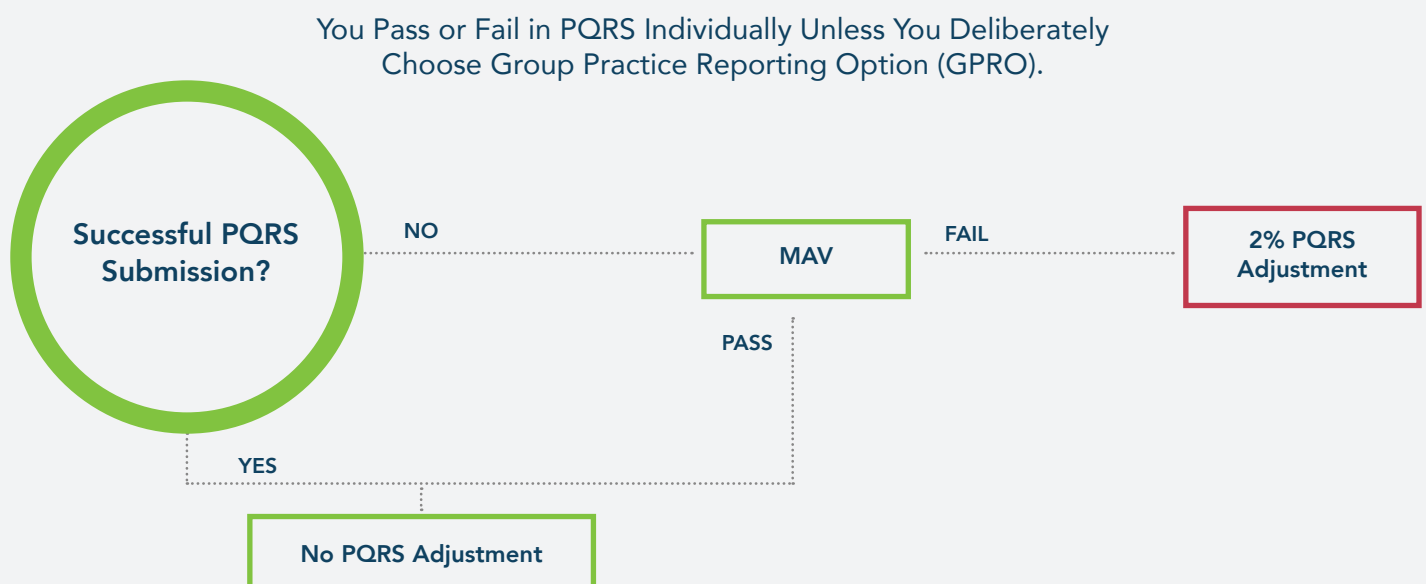 You Pass or Fail in PQRS Individually Unless You Deliberately
Choose Group Practice Reporting Option (GPRO).
Successful PQRS
Submission?
NO
MAV
FAIL
2% PQRS
Adjustment
PASS
YES
No PQRS Adjustment